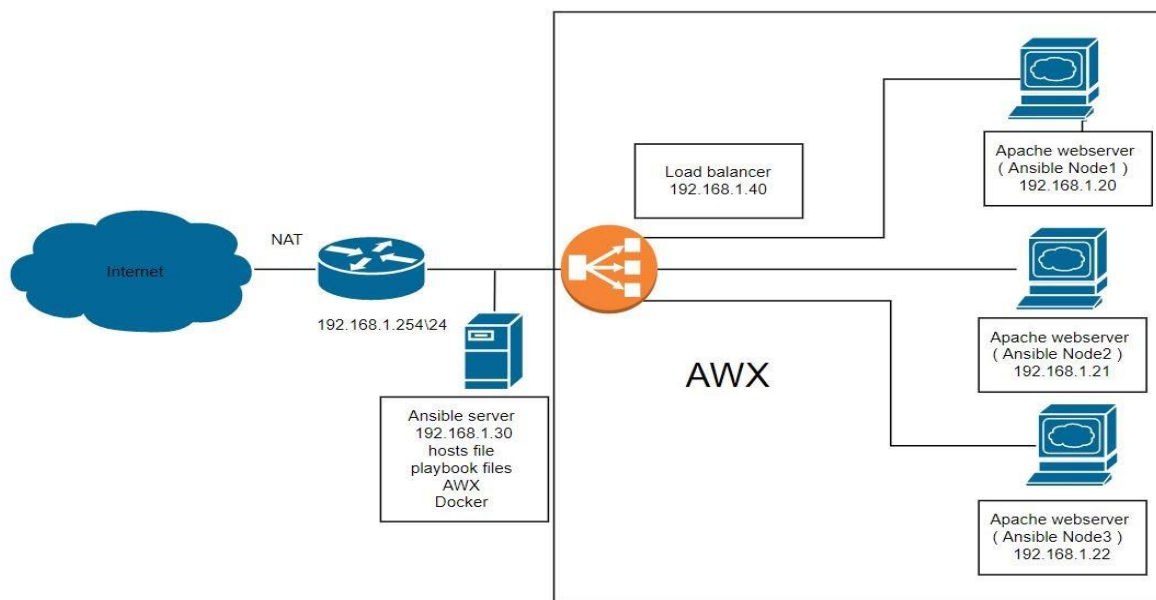 Internet
NAT
192.168.1.254\24
Ansible server
192.168.1.30
hosts file
playbook files
AWX
Docker
Load balancer
192.168.1.40
AWX
Apache webserver
( Ansible Node1 )
192.168.1.20
Apache webserver
( Ansible Node2 )
192.168.1.21
Apache webserver
( Ansible Node3 )
192.168.1.22